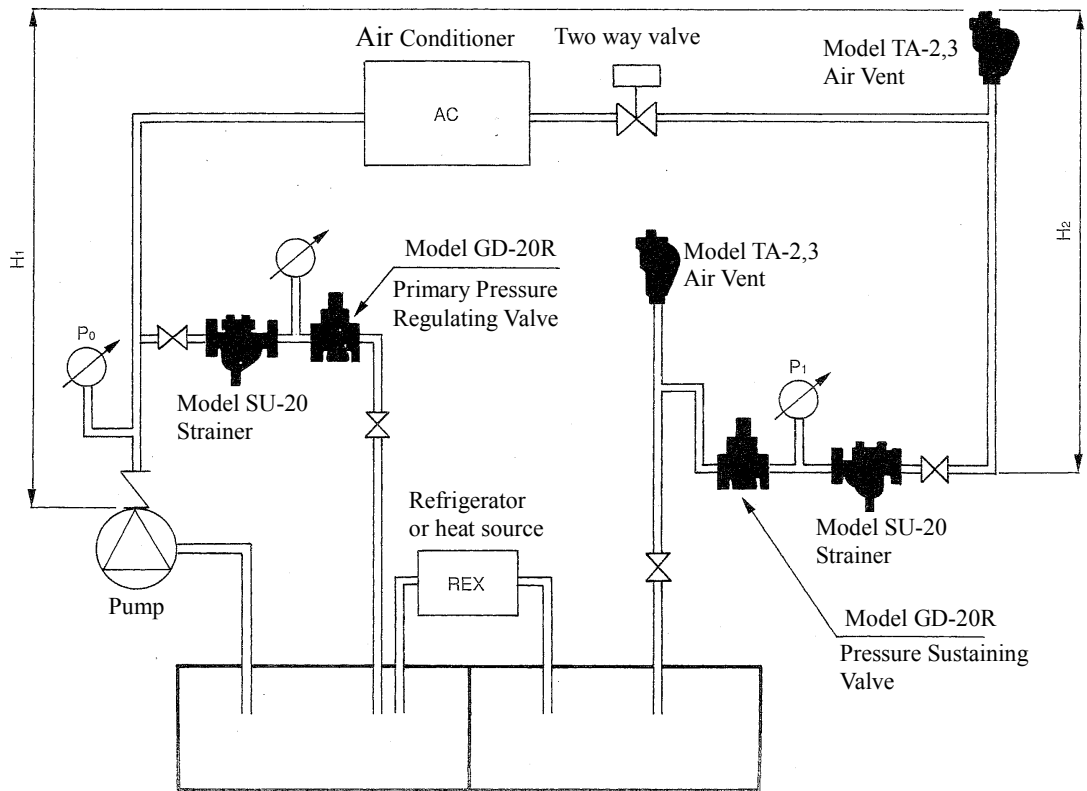 Air Conditioner
Two way valve
Model TA-2,3
Air Vent
AC
H1
H2
Model GD-20R
Primary Pressure
Regulating Valve
Model TA-2,3
Air Vent
P0
P1
Model SU-20
Strainer
Refrigerator
or heat source
REX
Model SU-20
Strainer
Pump
Model GD-20R
Pressure Sustaining
Valve